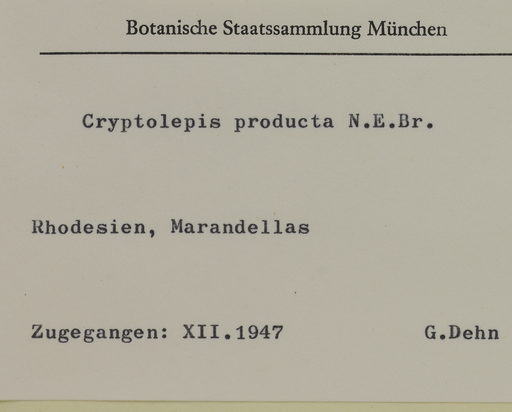 Botanische Staatssammlung München
Cryptolepis producta N.E.Br.
Rhodesien, Marandellas
Zugegangen: XII.1947 G.Dehn